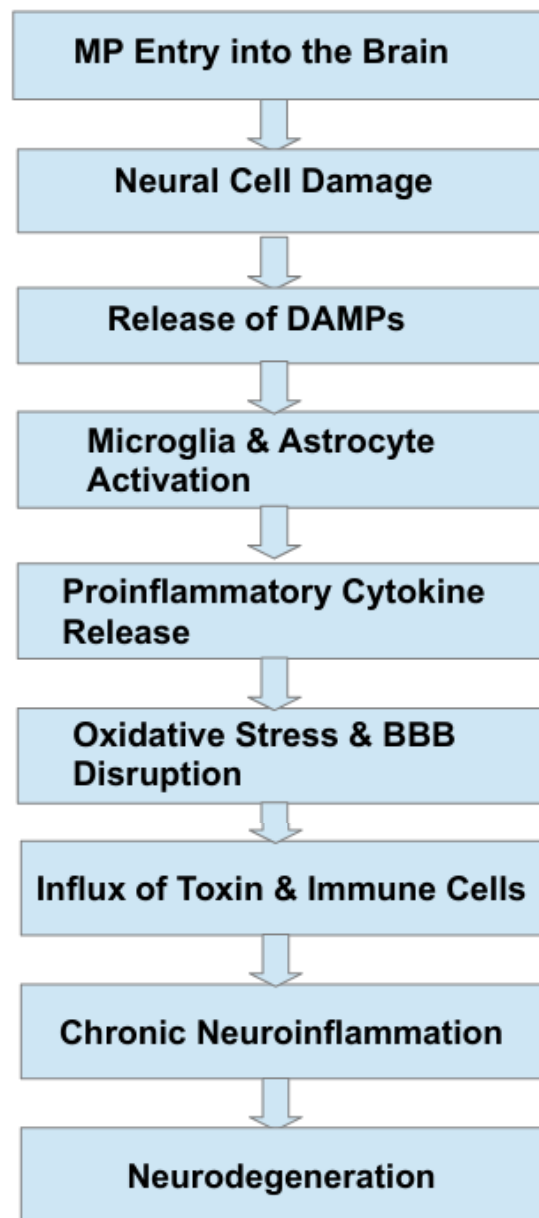 MP Entry into the Brain
Neural Cell Damage
Release of DAMPs
Microglia & Astrocyte
Activation
Proinflammatory Cytokine
Release
Oxidative Stress & BBB
Disruption
Influx of Toxin & Immune Cells
Chronic Neuroinflammation
Neurodegeneration